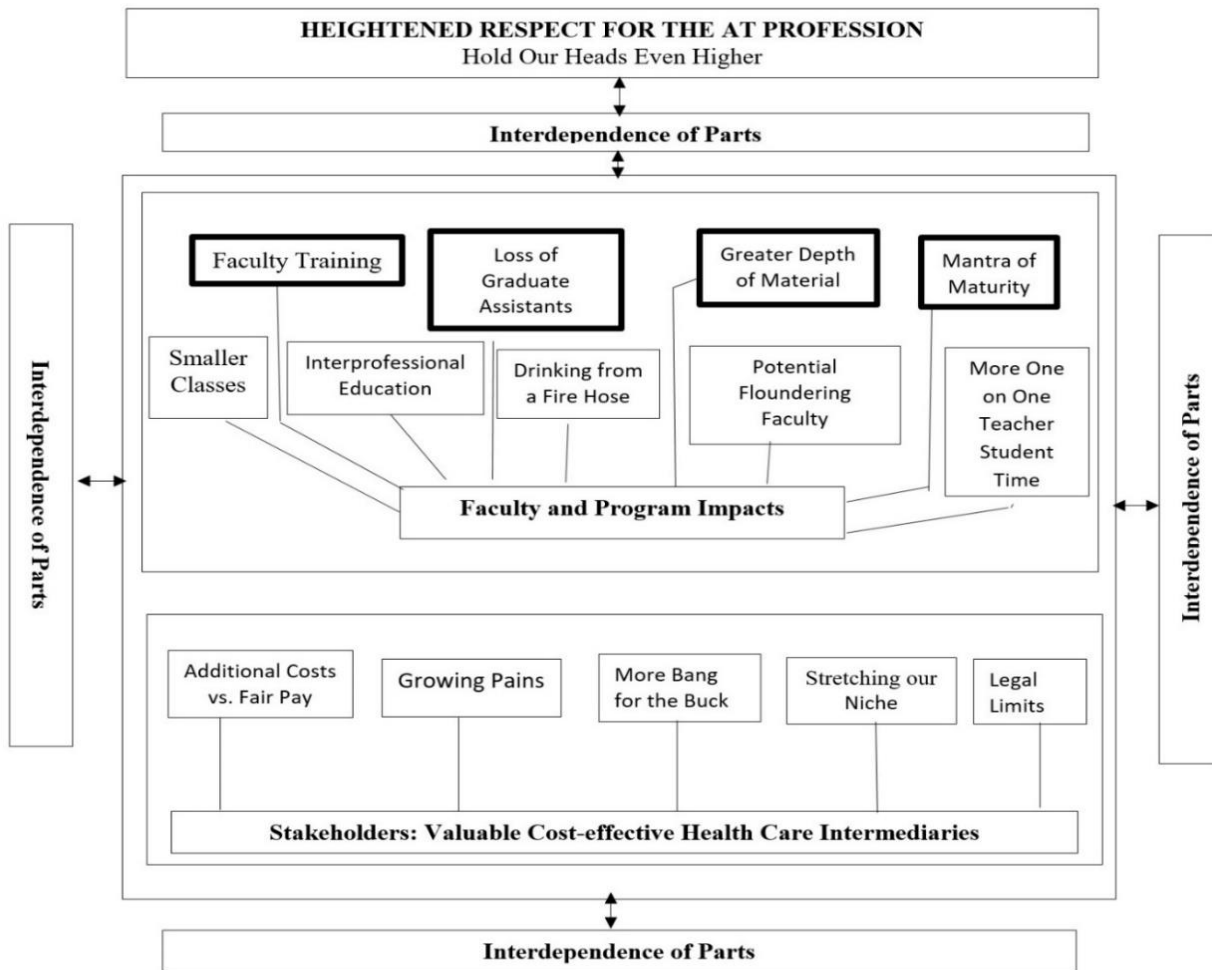 HEIGHTENED RESPECT FOR THE AT PROFESSION
Hold Our Heads Even Higher
Interdependence of Parts
Interdependence of Parts
Faculty Training
Loss of
Graduate
Assistants
Greater Depth
of Material
Mantra of
Maturity
Smaller
Classes
Interprofessional
Education
Drinking from
a Fire Hose
Potential
Floundering
Faculty
More One
on One
Teacher
Student
Time
Faculty and Program Impacts
Interdependence of Parts
Additional Costs
vs. Fair Pay
Growing Pains
More Bang
for the Buck
Stretching our
Niche
Legal
Limits
Stakeholders: Valuable Cost-effective Health Care Intermediaries
Interdependence of Parts